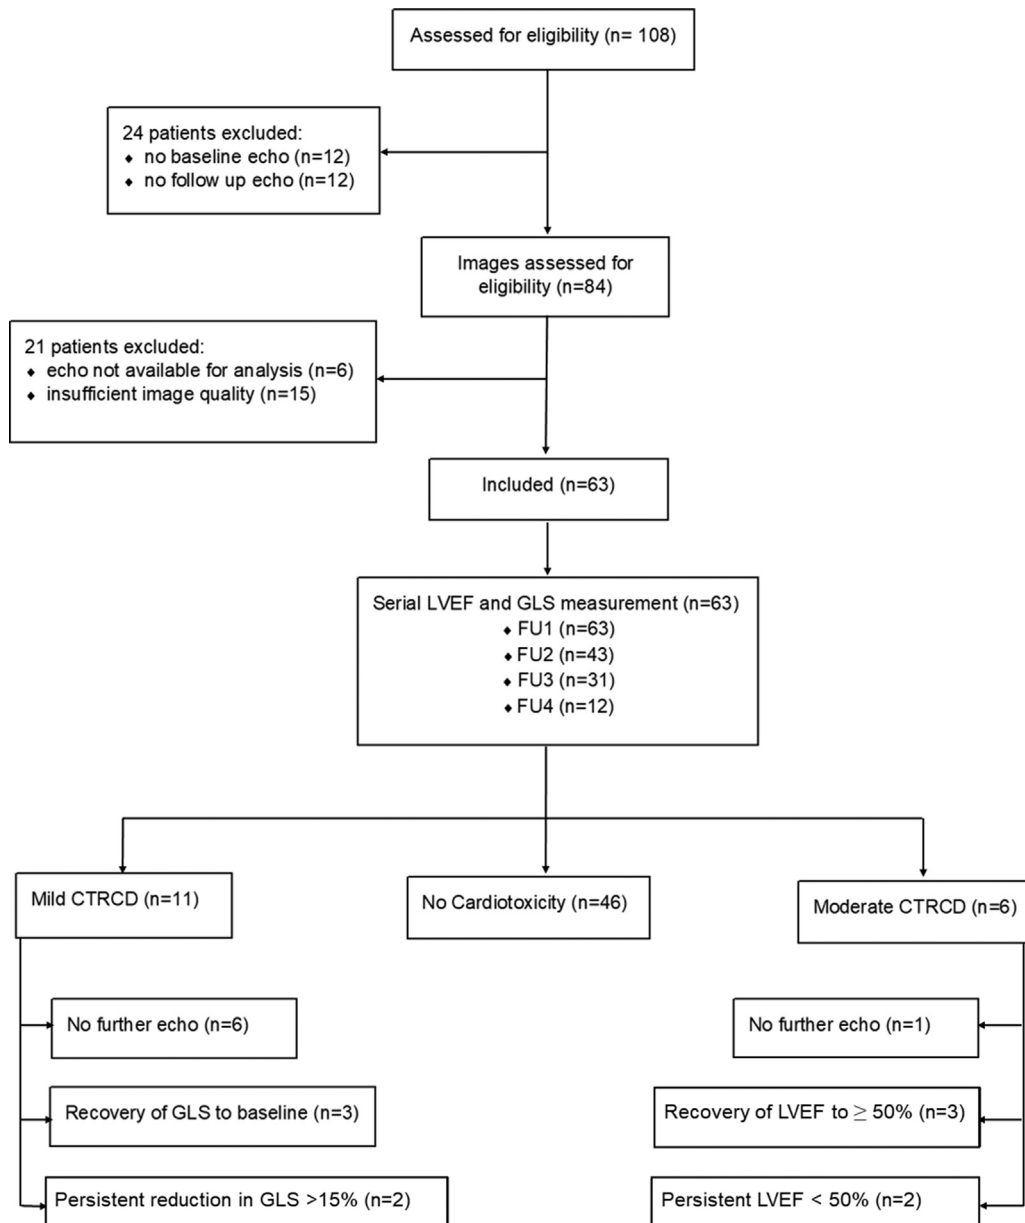 Assessed for eligibility (n= 108)
24 patients excluded:
♦ no baseline echo (n=12)
♦ no follow up echo (n=12)
Images assessed for
eligibility (n=84)
21 patients excluded:
♦ echo not available for analysis (n=6)
♦ insufficient image quality (n=15)
Included (n=63)
Serial LVEF and GLS measurement (n=63)
♦ FU1 (n=63)
♦ FU2 (n=43)
♦ FU3 (n=31)
♦ FU4 (n=12)
Mild CTRCD (n=11)
No Cardiotoxicity (n=46)
Moderate CTRCD (n=6)
No further echo (n=6)
No further echo (n=1)
Recovery of GLS to baseline (n=3)
Recovery of LVEF to ≥ 50% (n=3)
Persistent reduction in GLS >15% (n=2)
Persistent LVEF < 50% (n=2)